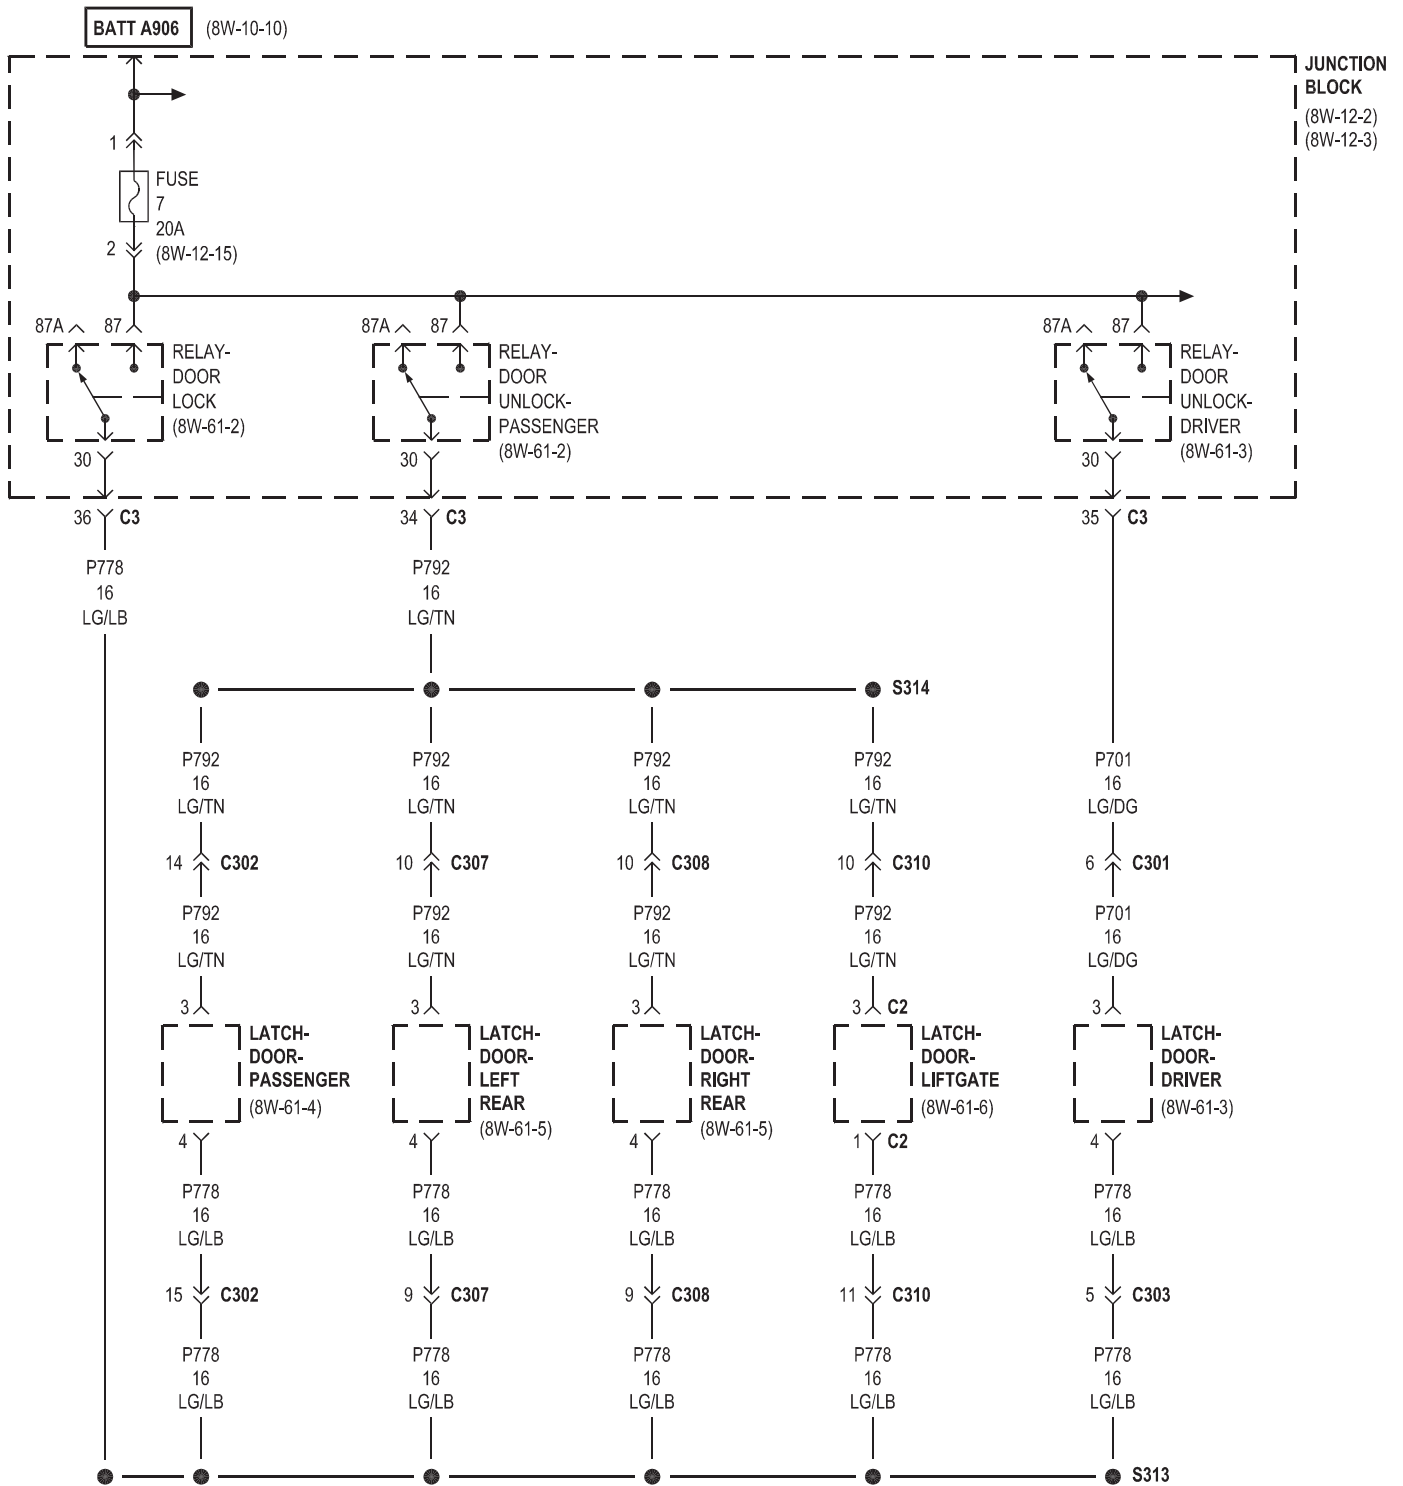 BATT A906 (8W-10-10)
JUNCTION
BLOCK
(8W-12-2)
(8W-12-3)
1
FUSE
7
20A
(8W-12-15)
2
87A 87
RELAY-
DOOR
LOCK
(8W-61-2)
30
87A 87
RELAY-
DOOR
UNLOCK-
PASSENGER
(8W-61-2)
30
87A 87
RELAY-
DOOR
UNLOCK-
DRIVER
(8W-61-3)
30
36 C3
34 C3
35 C3
P778
16
LG/LB
P792
16
LG/TN
S314
P792
16
LG/TN
P792
16
LG/TN
P792
16
LG/TN
P792
16
LG/TN
P701
16
LG/DG
14 C302
10 C307
10 C308
10 C310
6 C301
P792
16
LG/TN
P792
16
LG/TN
P792
16
LG/TN
P792
16
LG/TN
P701
16
LG/DG
3
3
3
3 C2
3
LATCH-
DOOR-
PASSENGER
(8W-61-4)
LATCH-
DOOR-
LEFT
REAR
(8W-61-5)
LATCH-
DOOR-
RIGHT
REAR
(8W-61-5)
LATCH-
DOOR-
LIFTGATE
(8W-61-6)
LATCH-
DOOR-
DRIVER
(8W-61-3)
4
4
4
1 C2
4
P778
16
LG/LB
P778
16
LG/LB
P778
16
LG/LB
P778
16
LG/LB
P778
16
LG/LB
15 C302
9 C307
9 C308
11 C310
5 C303
P778
16
LG/LB
P778
16
LG/LB
P778
16
LG/LB
P778
16
LG/LB
P778
16
LG/LB
S313